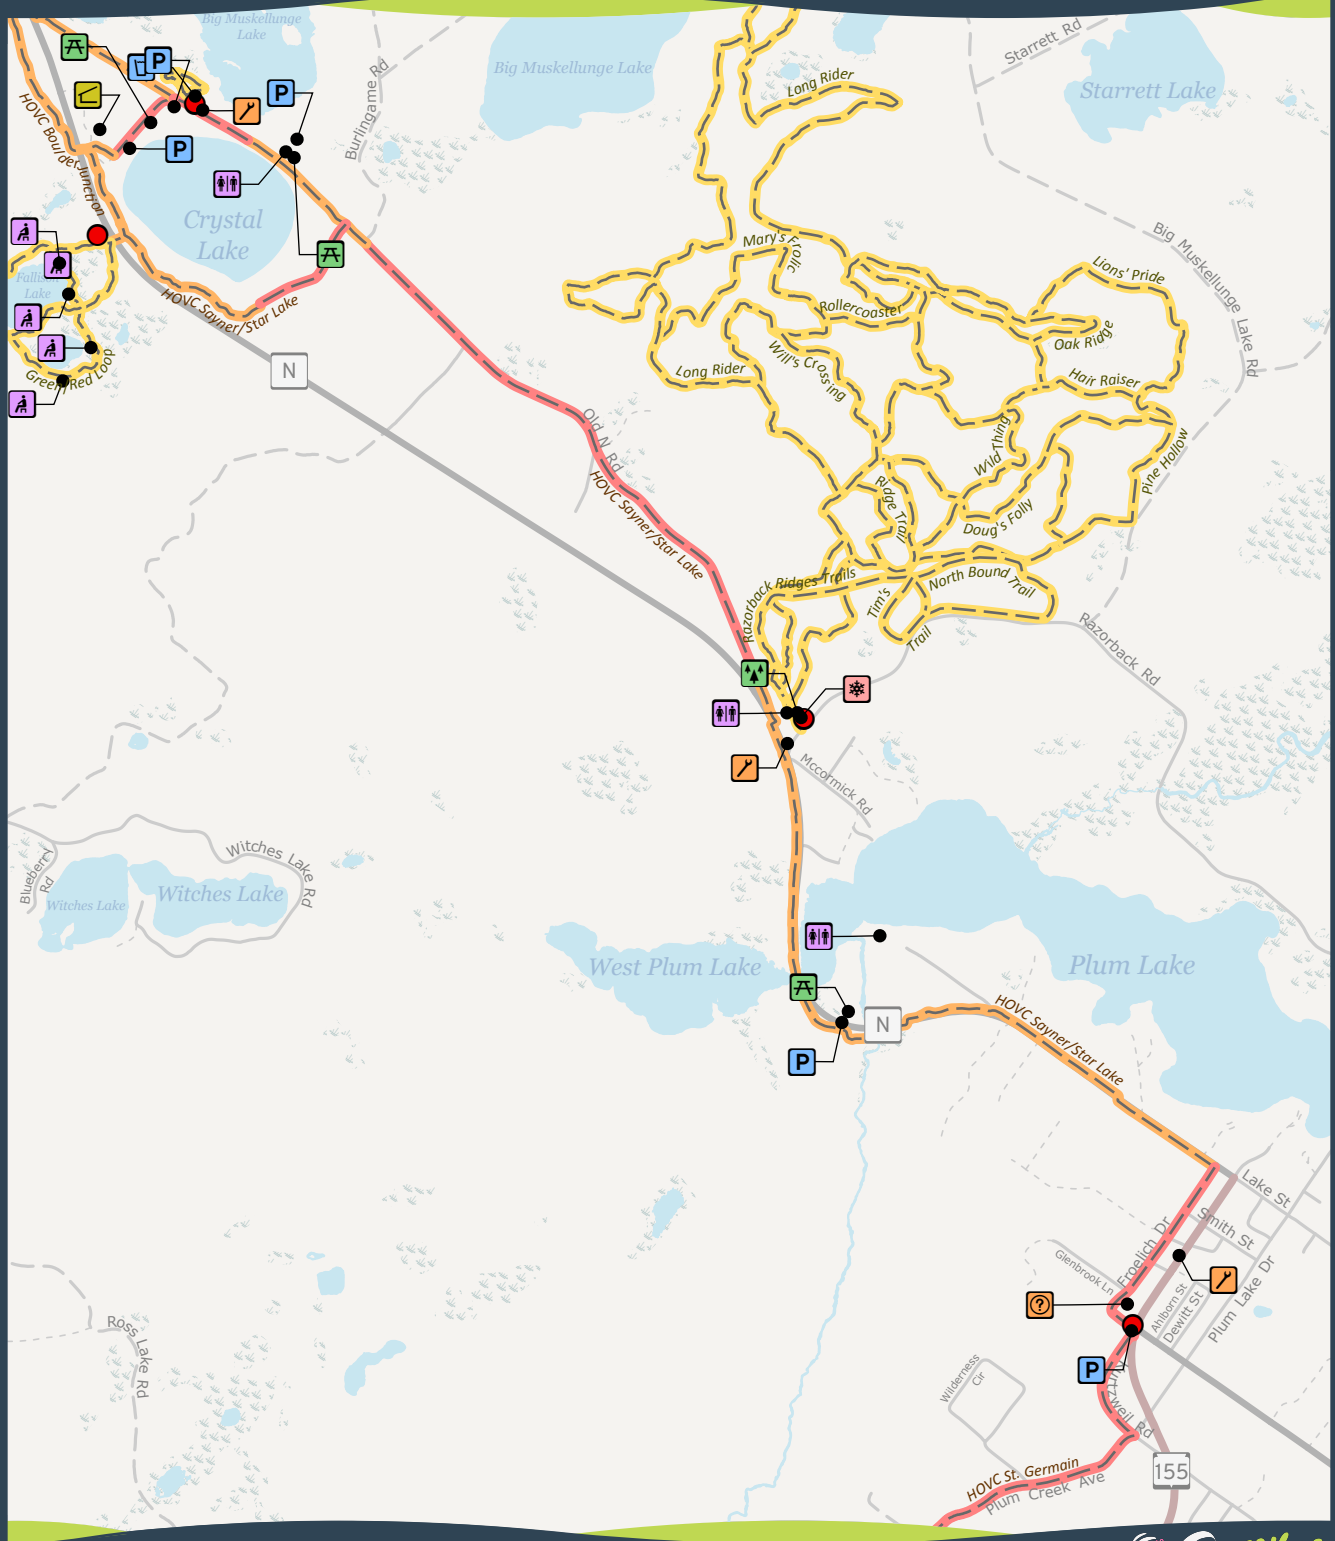 Big Muskellunge
Lake
Big Muskellunge Lake
Starrett Rd
Starrett Lake
Long Rider
Burlingame Rd
HOVC Boulder Junction
P
P
P
Crystal
Lake
Mary's Frolic
Big Muskellunge Lake Rd
Lions' Pride
Fallison
Lake
HOVC Sayner/Star Lake
Rollercoaster
Oak Ridge
Will's Crossing
Green/Red Loop
N
Long Rider
Hair Raiser
Old N Rd
Wild Thing
Pine Hollow
HOVC Sayner/Star Lake
Ridge Trail
Doug's Folly
Razorback Ridges Trails
North Bound Trail
Tim's Trail
Razorback Rd
Mccormick Rd
Blueberry Rd
Witches Lake Rd
Witches Lake
Witches Lake
West Plum Lake
Plum Lake
N
P
HOVC Sayner/Star Lake
Lake St
Smith St
Froelich Dr
Glenbrook Ln
Ahlborn St
Dewitt St
Plum Lake Dr
?
P
Ross Lake Rd
Wilderness Cir
Kurtzweil Rd
155
HOVC St. Germain
Plum Creek Ave